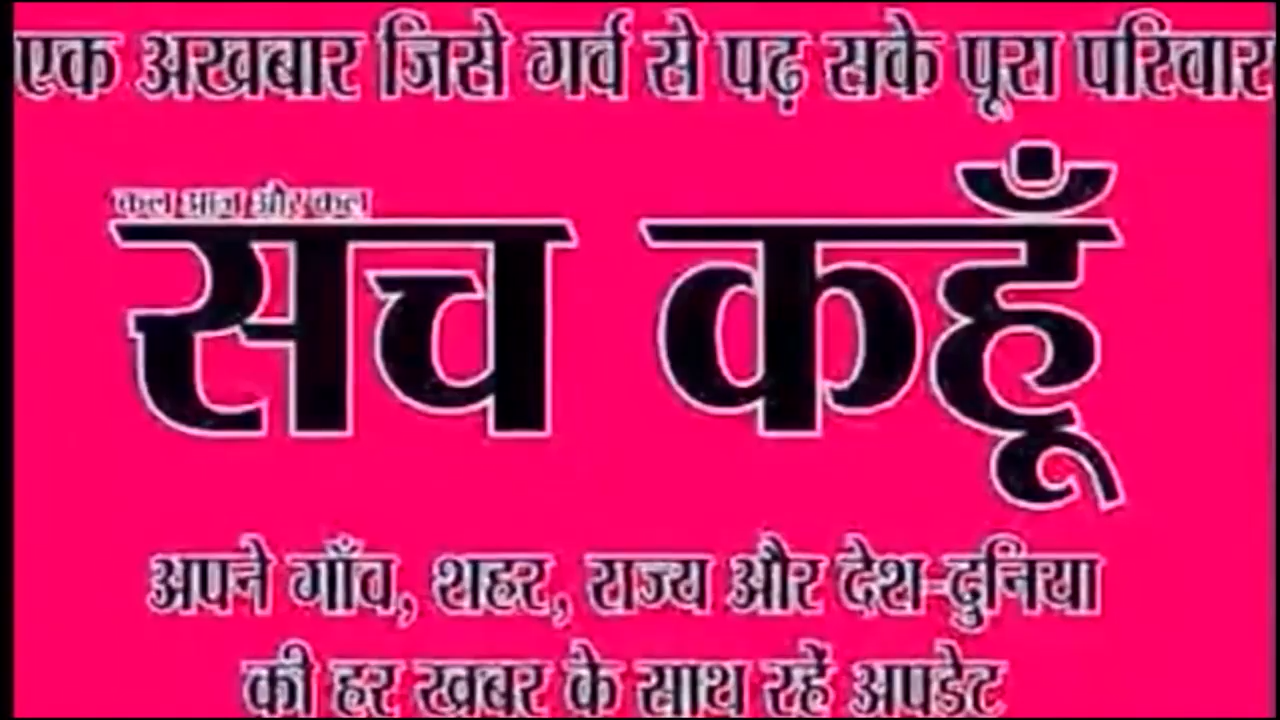 एक अखबार जिसे गर्व से पढ़ सके पूरा परिवार
कल आज और कल
सच कहूँ
अपने गाँव, शहर, राज्य और देश-दुनिया
की हर खबर के साथ रहें अपडेट